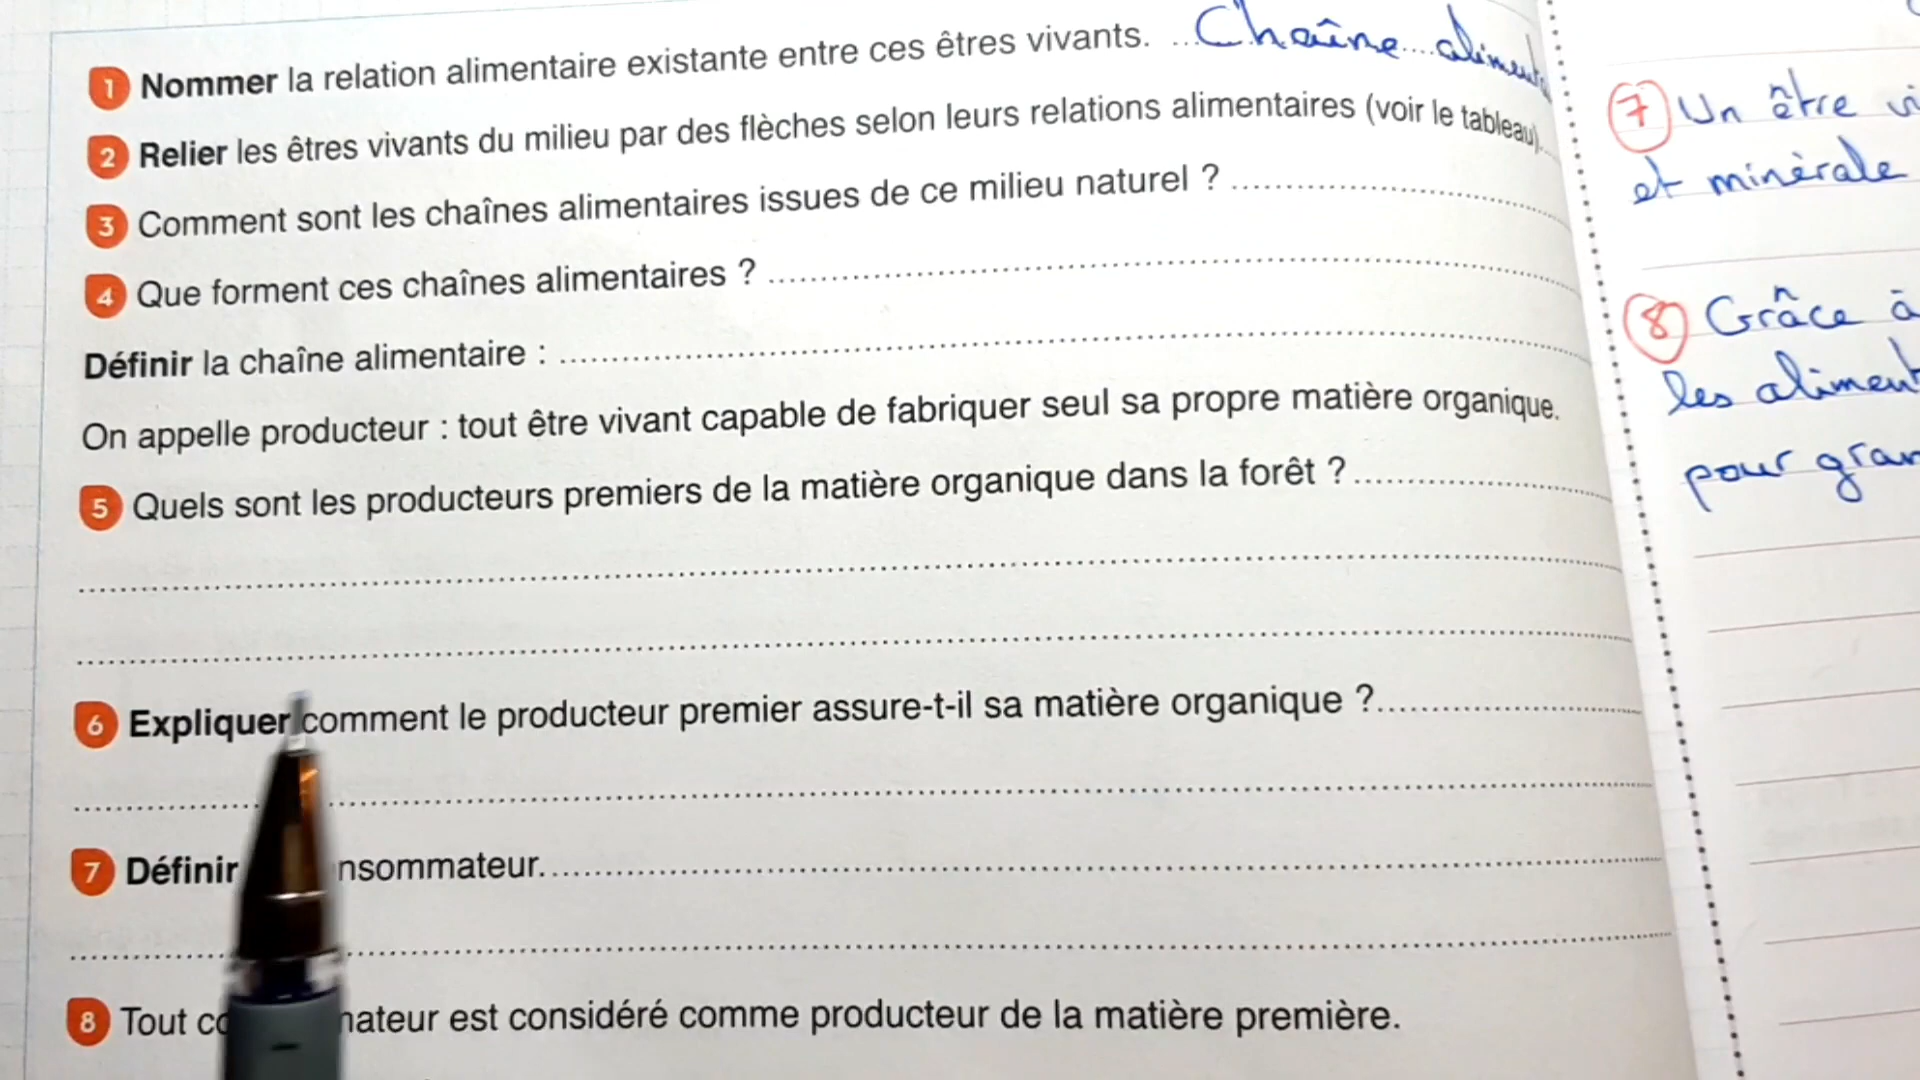 1 Nommer la relation alimentaire existante entre ces êtres vivants. ...Chaîne...
2 Relier les êtres vivants du milieu par des flèches selon leurs relations alimentaires (voir le tableau).
3 Comment sont les chaînes alimentaires issues de ce milieu naturel ?
4 Que forment ces chaînes alimentaires ?
Définir la chaîne alimentaire :
On appelle producteur : tout être vivant capable de fabriquer seul sa propre matière organique.
5 Quels sont les producteurs premiers de la matière organique dans la forêt ?
6 Expliquer comment le producteur premier assure-t-il sa matière organique ?
7 Définir nsommateur.
8 Tout co ateur est considéré comme producteur de la matière première.
7 Un être vi
et minérale
8 Grâce à
les aliment
pour gran